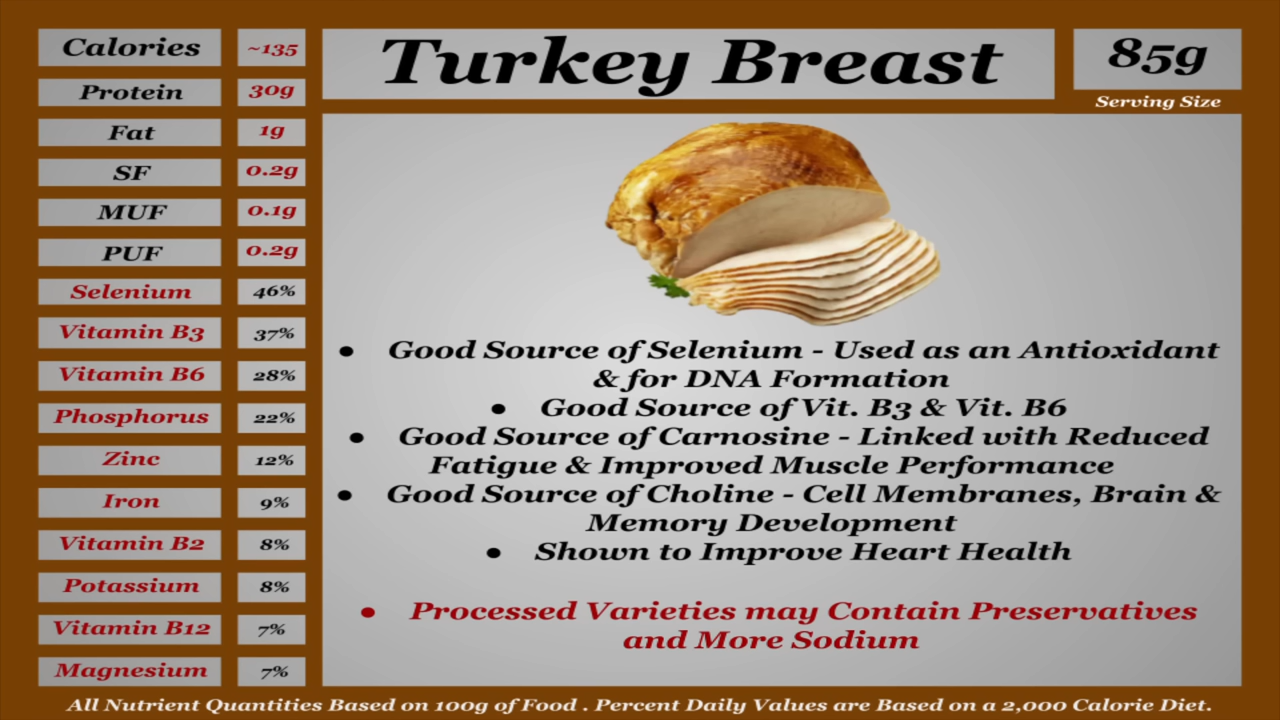 Calories ~135
Protein 30g
Fat 1g
SF 0.2g
MUF 0.1g
PUF 0.2g
Selenium 46%
Vitamin B3 37%
Vitamin B6 28%
Phosphorus 22%
Zinc 12%
Iron 9%
Vitamin B2 8%
Potassium 8%
Vitamin B12 7%
Magnesium 7%
Turkey Breast
85g
Serving Size
● Good Source of Selenium - Used as an Antioxidant
& for DNA Formation
● Good Source of Vit. B3 & Vit. B6
● Good Source of Carnosine - Linked with Reduced
Fatigue & Improved Muscle Performance
● Good Source of Choline - Cell Membranes, Brain &
Memory Development
● Shown to Improve Heart Health
● Processed Varieties may Contain Preservatives
and More Sodium
All Nutrient Quantities Based on 100g of Food . Percent Daily Values are Based on a 2,000 Calorie Diet.